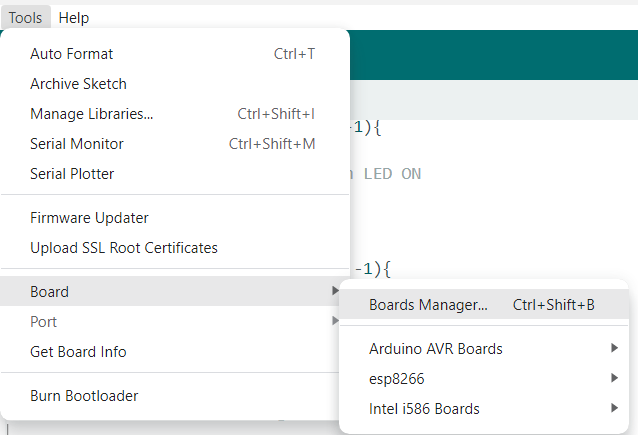 Tools Help
Auto Format Ctrl+T
Archive Sketch
Manage Libraries... Ctrl+Shift+I
-1){
Serial Monitor Ctrl+Shift+M
Serial Plotter
LED ON
Firmware Updater
Upload SSL Root Certificates
-1){
Board
Boards Manager... Ctrl+Shift+B
Port
Get Board Info
Arduino AVR Boards
esp8266
Burn Bootloader
Intel i586 Boards